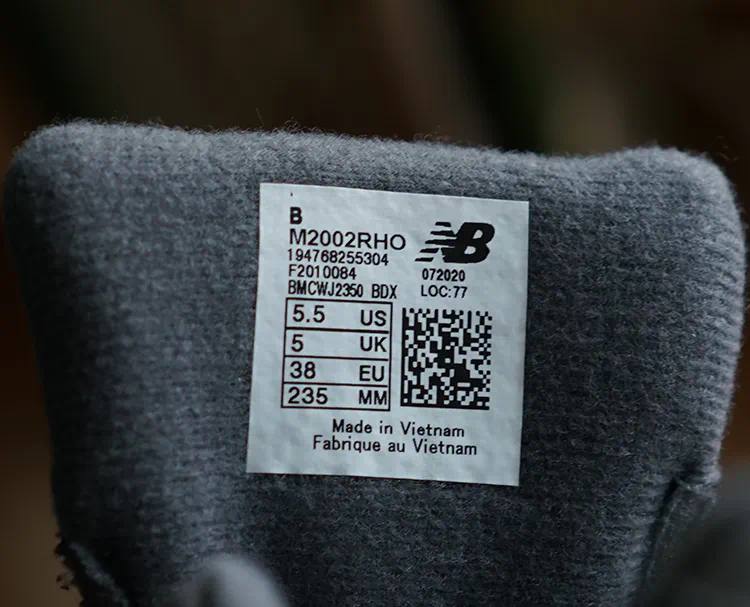 B
M2002RHO
NB
194768255304
F2010084
072020
BMCWJ2350 BDX
LOC:77
5.5 US
5 UK
38 EU
235 MM
Made in Vietnam
Fabrique au Vietnam